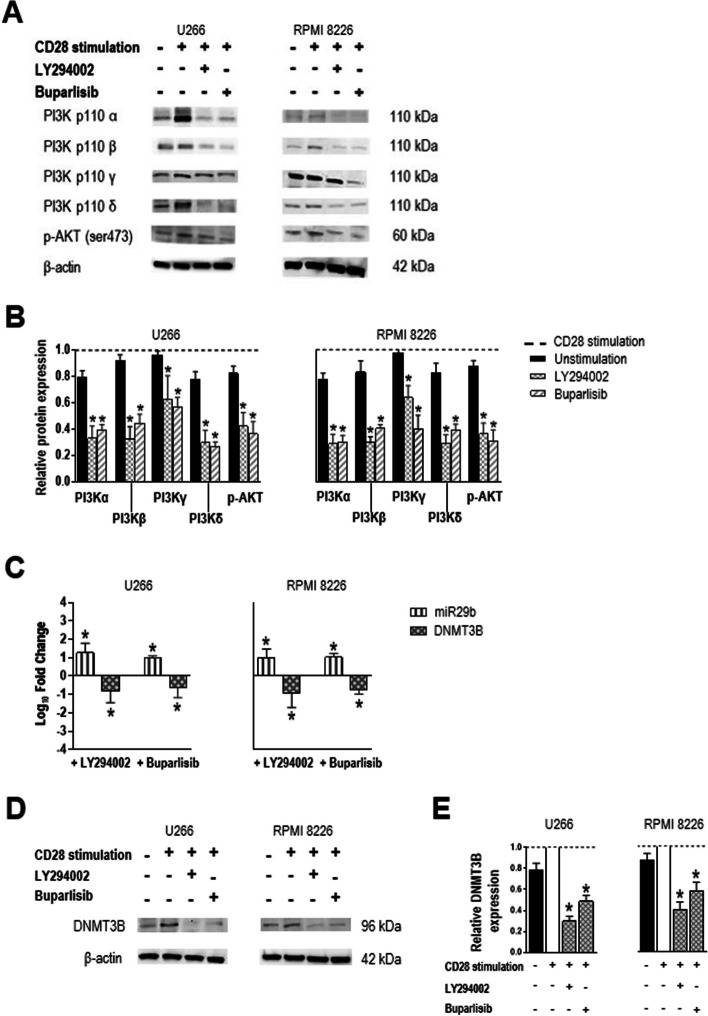 A
U266 RPMI 8226
CD28 stimulation - + + + - + + +
LY294002 - - + - - - + -
Buparlisib - - - + - - - +
PI3K p110 α 110 kDa
PI3K p110 β 110 kDa
PI3K p110 γ 110 kDa
PI3K p110 δ 110 kDa
p-AKT (ser473) 60 kDa
β-actin 42 kDa
B
U266 RPMI 8226
CD28 stimulation
Unstimulation
LY294002
Buparlisib
Relative protein expression
1.0
0.8
0.6
0.4
0.2
0.0
* * * * * * * * * *
* * * * * * * * * *
PI3Kα PI3Kγ p-AKT PI3Kα PI3Kγ p-AKT
PI3Kβ PI3Kδ PI3Kβ PI3Kδ
C
U266 RPMI 8226
miR29b
DNMT3B
Log10 Fold Change
4
3
2
1
0
-1
-2
-3
-4
* * * *
* * * *
+ LY294002 + Buparlisib + LY294002 + Buparlisib
D
U266 RPMI 8226
CD28 stimulation - + + + - + + +
LY294002 - - + - - - + -
Buparlisib - - - + - - - +
DNMT3B 96 kDa
β-actin 42 kDa
E
U266 RPMI 8226
Relative DNMT3B
expression
1.0
0.8
0.6
0.4
0.2
0.0
* * * *
CD28 stimulation - + + + - + + +
LY294002 - - + - - - + -
Buparlisib - - - + - - - +